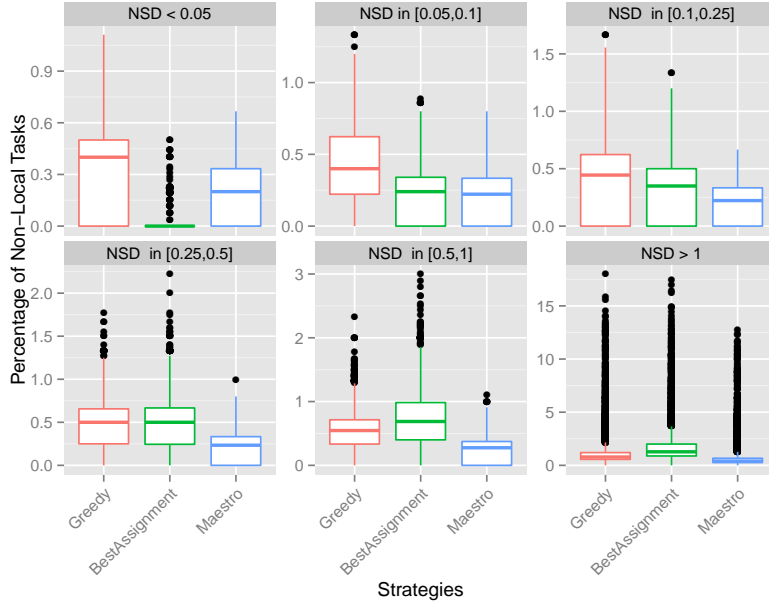 NSD < 0.05
NSD in [0.05,0.1]
NSD  in [0.1,0.25]
0.0
0.3
0.6
0.9
0.0
0.5
1.0
0.0
0.5
1.0
1.5
NSD  in [0.25,0.5]
NSD  in [0.5,1]
NSD > 1
0.0
0.5
1.0
1.5
2.0
0
1
2
3
0
5
10
15
Greedy
BestAssignment
Maestro
Greedy
BestAssignment
Maestro
Greedy
BestAssignment
Maestro
Strategies
Percentage of Non−Local Tasks